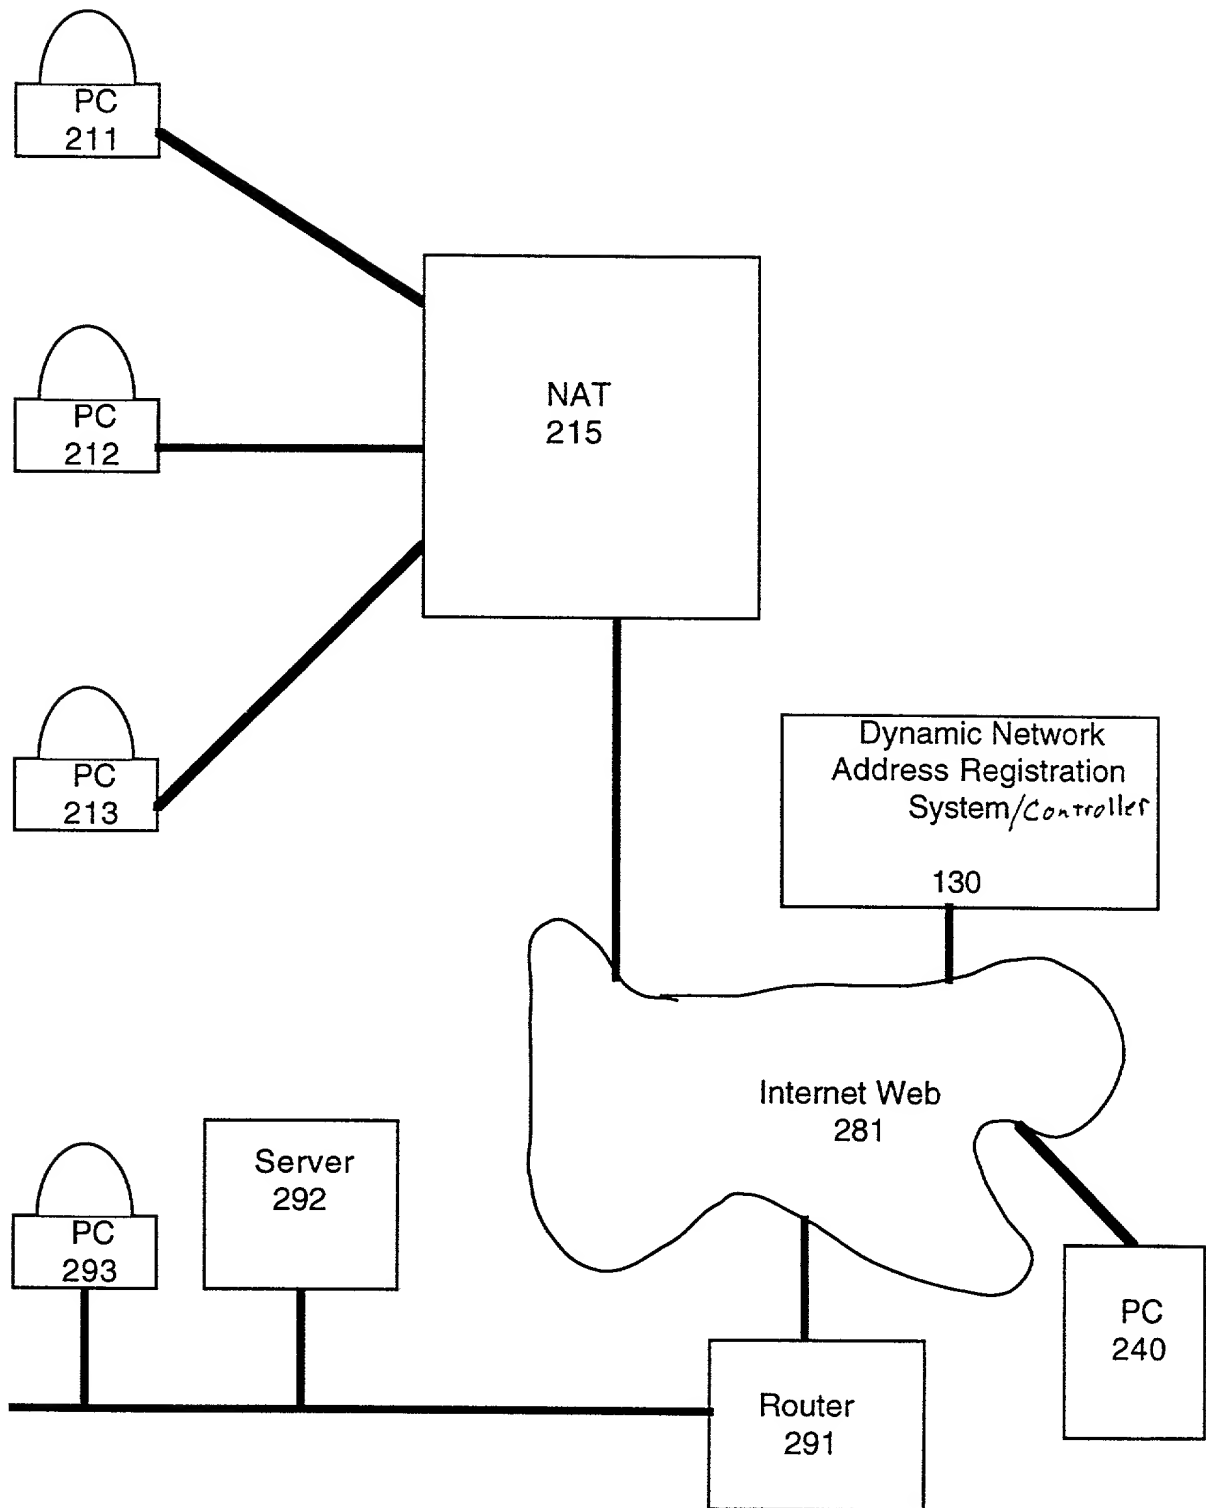 PC
211
PC
212
NAT
215
PC
213
Dynamic Network
Address Registration
System/Controller
130
Internet Web
281
Server
292
PC
293
PC
240
Router
291